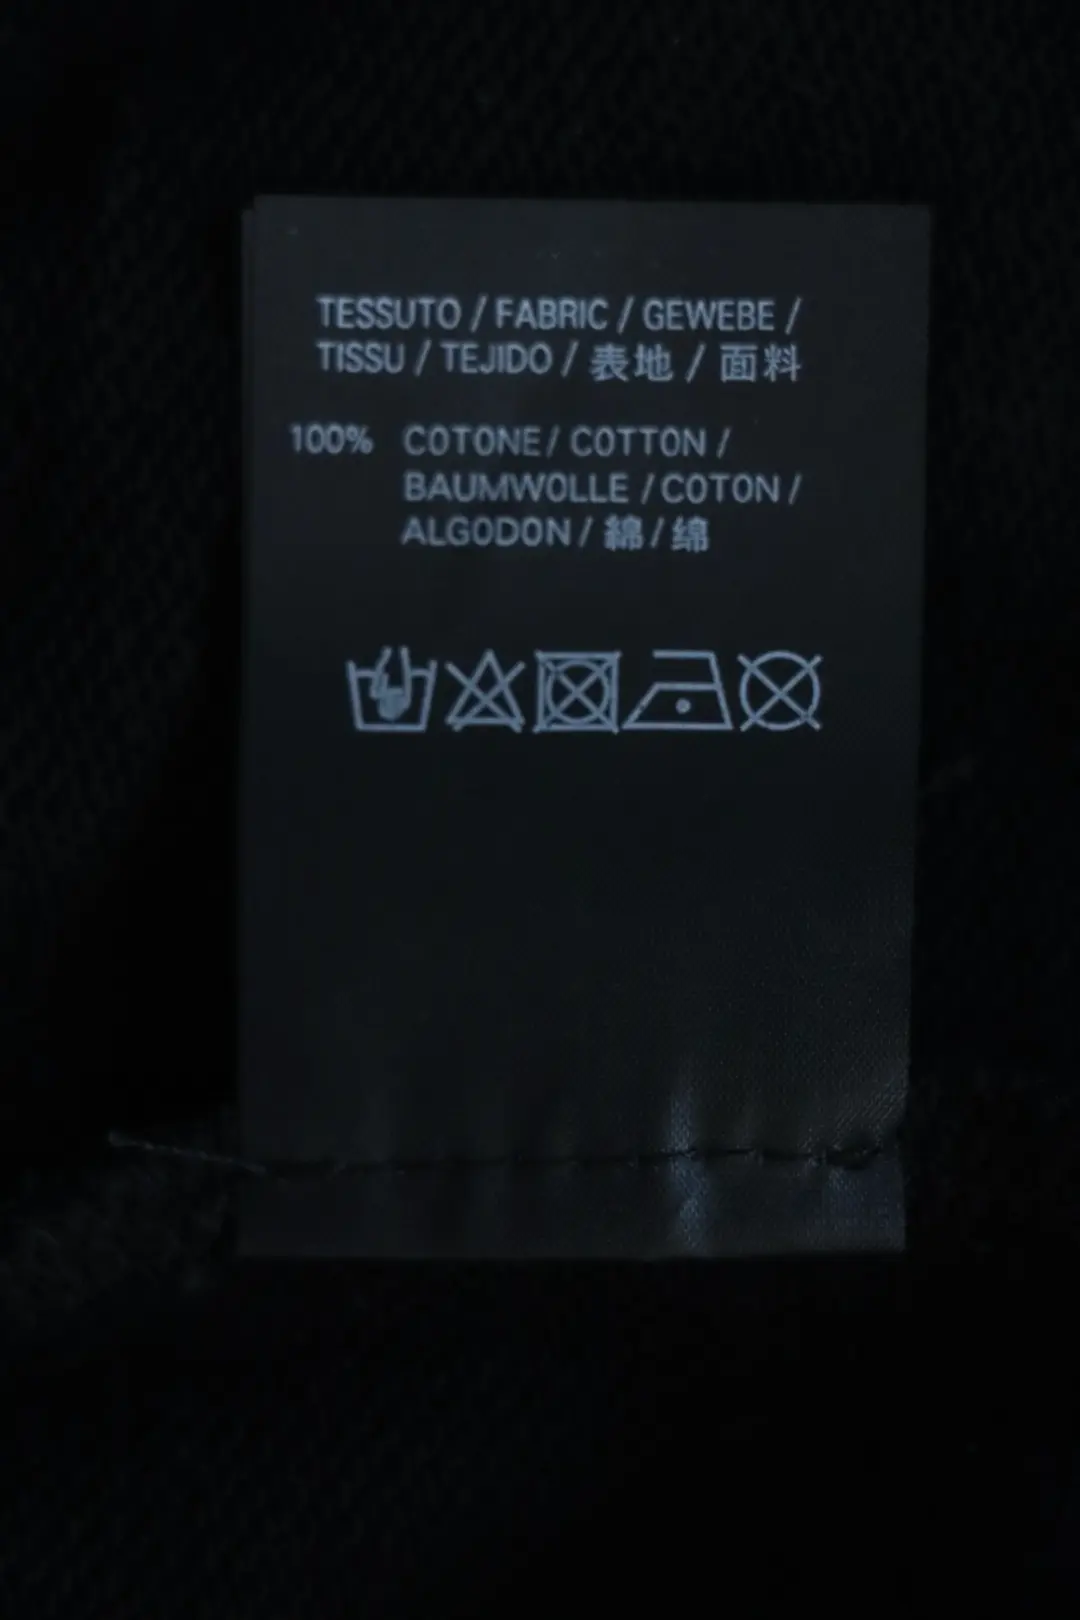 TESSUTO / FABRIC / GEWEBE /
TISSU / TEJIDO / 表地 / 面料
100% COTONE / COTTON /
BAUMWOLLE / COTON /
ALGODON / 綿 / 绵